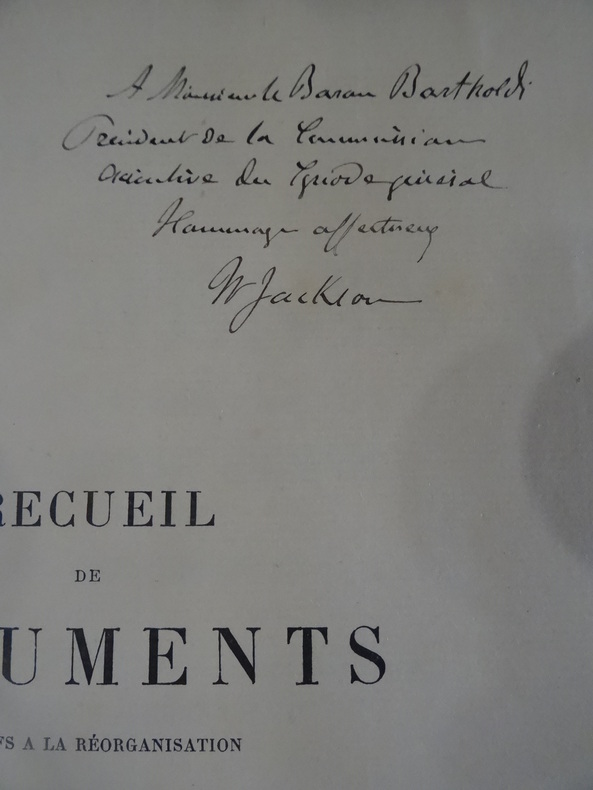 A Monsieur le Baron Bartholdi
Président de la Commission
exécutive du Synode général
Hommage affectueux
W Jackson
RECUEIL
DE
UMENTS
FS A LA RÉORGANISATION